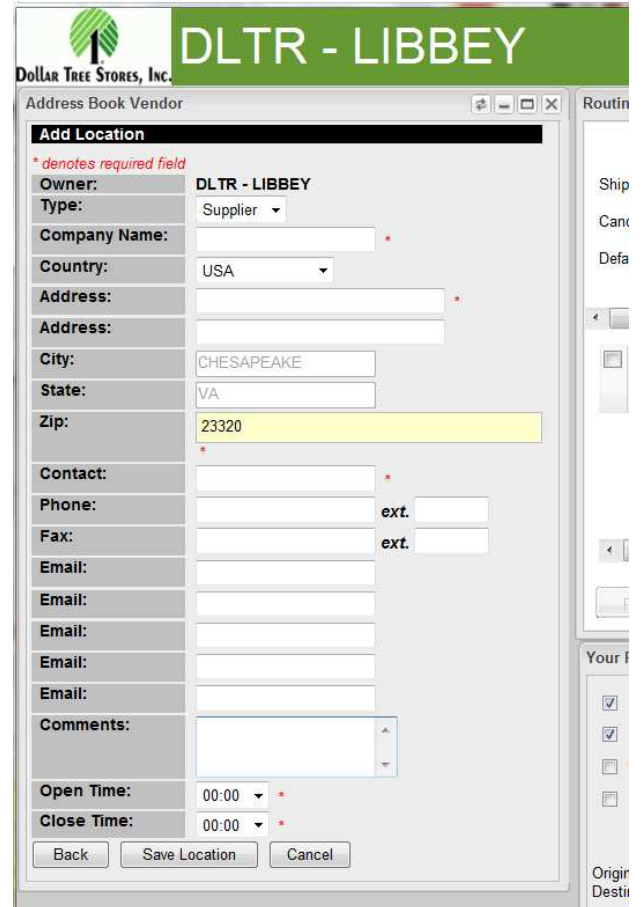 DLTR - LIBBEY
Dollar Tree Stores, Inc.
Address Book Vendor
Add Location
* denotes required field
Owner: DLTR - LIBBEY
Type: Supplier
Company Name: *
Country: USA
Address: *
Address:
City: CHESAPEAKE
State: VA
Zip: 23320
*
Contact: *
Phone: ext.
Fax: ext.
Email:
Email:
Email:
Email:
Email:
Comments:
Open Time: 00:00 *
Close Time: 00:00 *
Back Save Location Cancel
Routin
Ship
Canc
Defa
Your
Origin
Destin